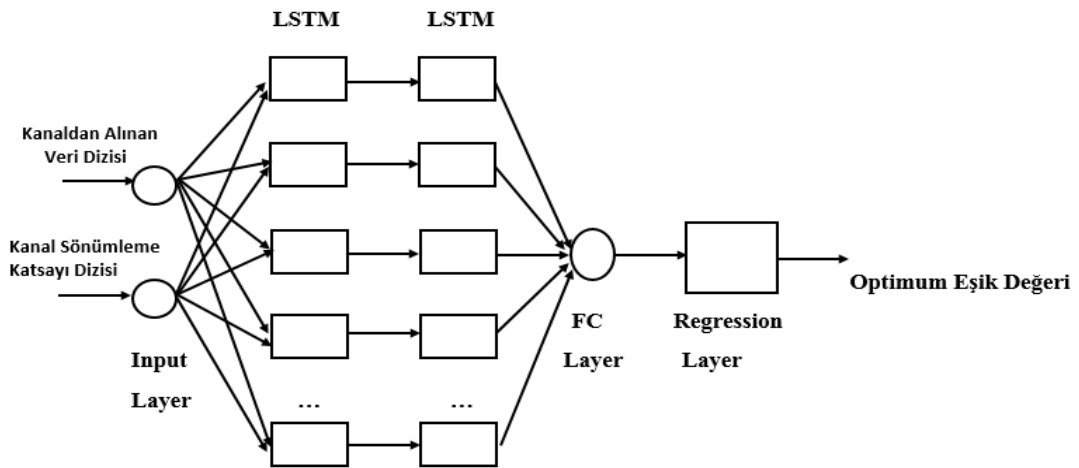 LSTM
LSTM
Kanaldan Alınan
Veri Dizisi
Kanal Sönümleme
Katsayı Dizisi
Input
Layer
...
...
FC
Layer
Regression
Layer
Optimum Eşik Değeri